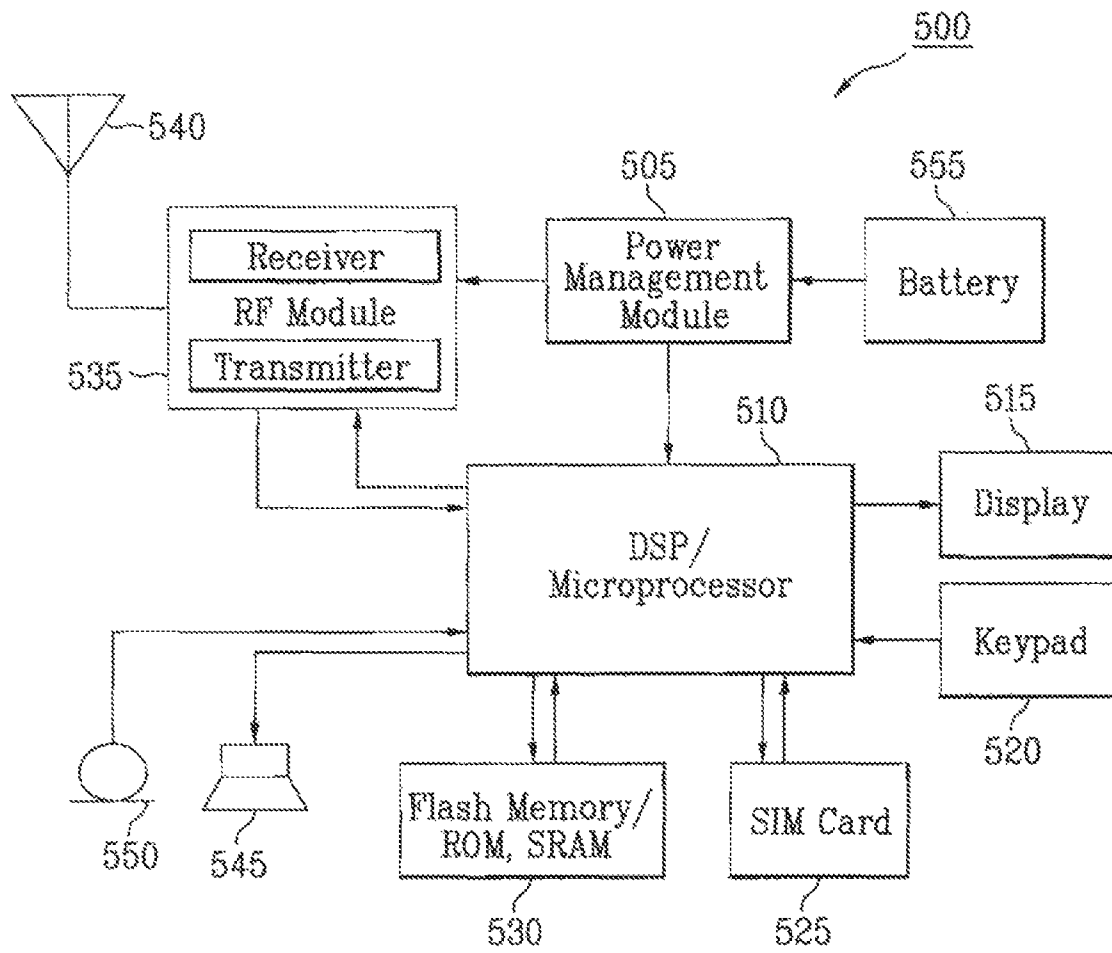 500
540
505
555
Receiver
RF Module
Transmitter
535
Power
Management
Module
Battery
510
515
DSP/
Microprocessor
Display
Keypad
520
550
545
Flash Memory/
ROM, SRAM
530
SIM Card
525